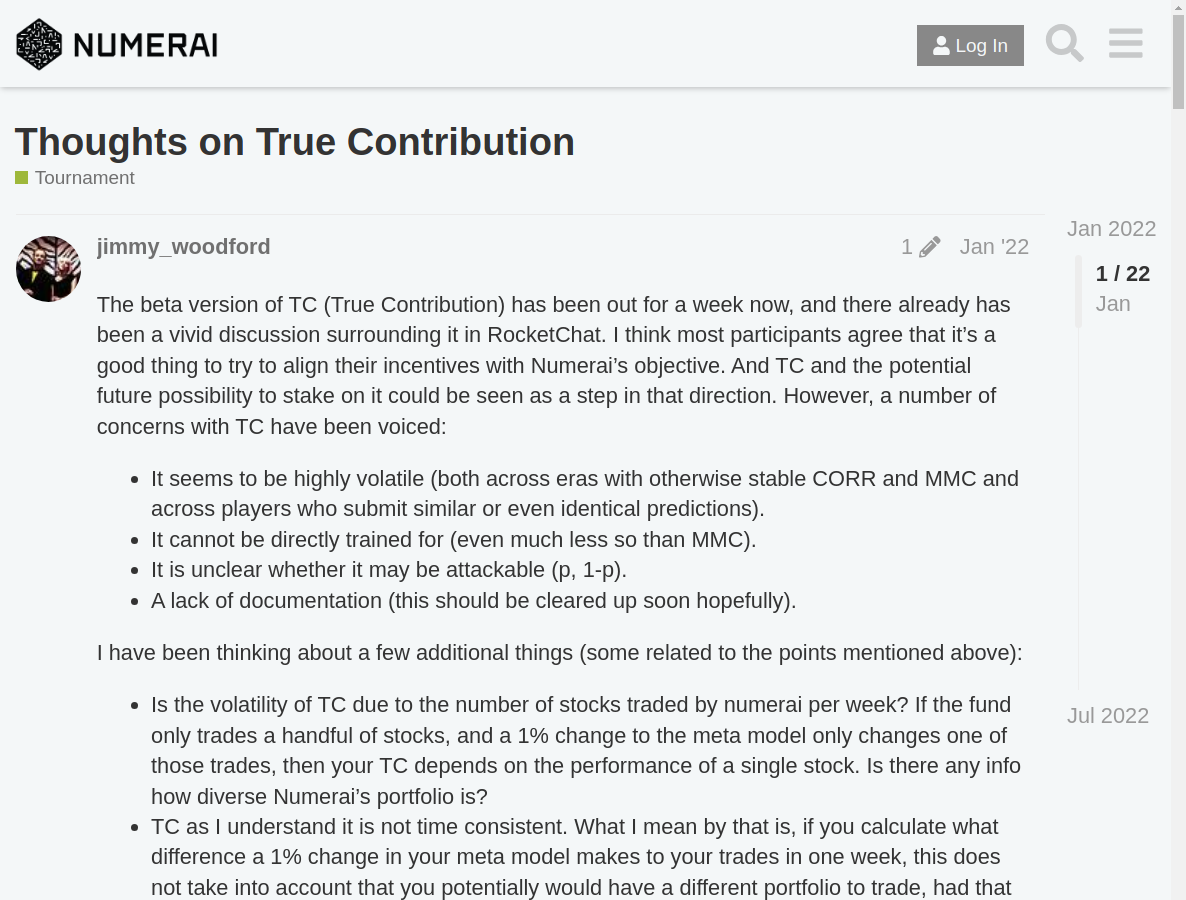 NUMERAI
Log In
Thoughts on True Contribution
Tournament
jimmy_woodford
1
Jan '22
The beta version of TC (True Contribution) has been out for a week now, and there already has
been a vivid discussion surrounding it in RocketChat. I think most participants agree that it’s a
good thing to try to align their incentives with Numerai’s objective. And TC and the potential
future possibility to stake on it could be seen as a step in that direction. However, a number of
concerns with TC have been voiced:
It seems to be highly volatile (both across eras with otherwise stable CORR and MMC and
across players who submit similar or even identical predictions).
It cannot be directly trained for (even much less so than MMC).
It is unclear whether it may be attackable (p, 1-p).
A lack of documentation (this should be cleared up soon hopefully).
I have been thinking about a few additional things (some related to the points mentioned above):
Is the volatility of TC due to the number of stocks traded by numerai per week? If the fund
only trades a handful of stocks, and a 1% change to the meta model only changes one of
those trades, then your TC depends on the performance of a single stock. Is there any info
how diverse Numerai’s portfolio is?
TC as I understand it is not time consistent. What I mean by that is, if you calculate what
difference a 1% change in your meta model makes to your trades in one week, this does
not take into account that you potentially would have a different portfolio to trade, had that
Jan 2022
1 / 22
Jan
Jul 2022